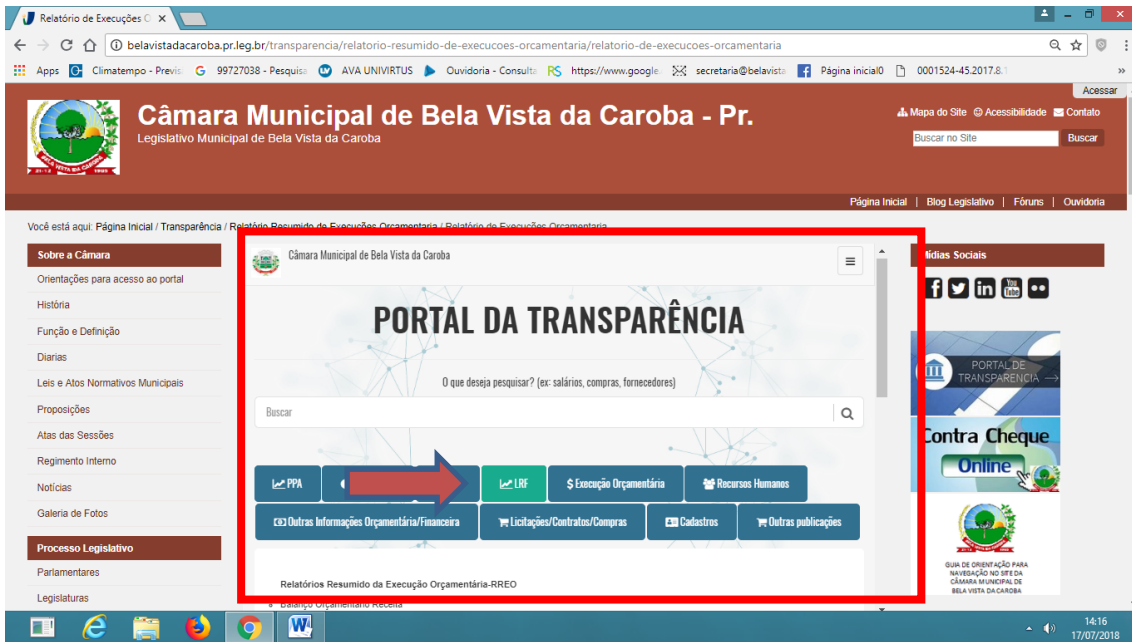 Relatório de Execuções O
belavistadacaroba.pr.leg.br/transparencia/relatorio-resumido-de-execucoes-orcamentaria/relatorio-de-execucoes-orcamentaria
Apps Climatempo - Previs 99727038 - Pesquisa AVA UNIVIRTUS Ouvidoria - Consulta https://www.google secretaria@belavista Página inicial0 0001524-45.2017.8.1 »
Acessar
Câmara Municipal de Bela Vista da Caroba - Pr.
Legislativo Municipal de Bela Vista da Caroba
Mapa do Site Acessibilidade Contato
Buscar no Site Buscar
Página Inicial | Blog Legislativo | Fóruns | Ouvidoria
Você está aqui: Página Inicial / Transparência / Relatório Resumido de Execuções Orçamentaria / Relatório de Execuções Orçamentaria
Sobre a Câmara
Orientações para acesso ao portal
História
Função e Definição
Diarias
Leis e Atos Normativos Municipais
Proposições
Atas das Sessões
Regimento Interno
Notícias
Galeria de Fotos
Processo Legislativo
Parlamentares
Legislaturas
Câmara Municipal de Bela Vista da Caroba
PORTAL DA TRANSPARÊNCIA
O que deseja pesquisar? (ex: salários, compras, fornecedores)
Buscar
PPA
LRF
$ Execução Orçamentária
Recursos Humanos
Outras Informações Orçamentária/Financeira
Licitações/Contratos/Compras
Cadastros
Outras publicações
Relatórios Resumido da Execução Orçamentária-RREO
Balanço Orçamentário Receita
Mídias Sociais
You
Tube
PORTAL DE
TRANSPARENCIA
Contra Cheque
Online
GUIA DE ORIENTAÇÃO PARA
NAVEGAÇÃO NO SITE DA
CÂMARA MUNICIPAL DE
BELA VISTA DA CAROBA
14:16
17/07/2018